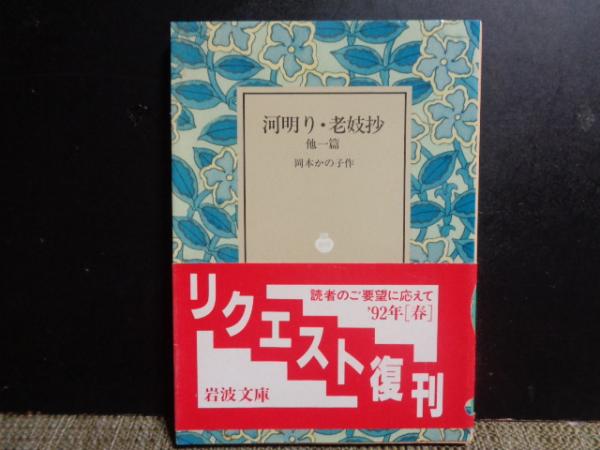 河明り・老妓抄
他一篇
岡本かの子作
読者のご要望に応えて
'92年[春]
リクエスト復刊
岩波文庫